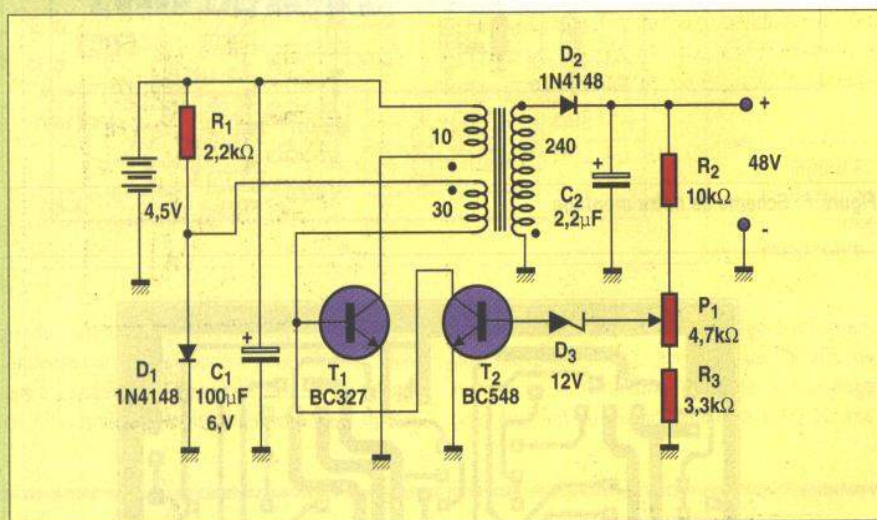 D2
1N4148
R1
2,2kΩ
4,5V
10
30
240
C2
2,2µF
R2
10kΩ
+
48V
-
D1
1N4148
C1
100µF
6,V
T1
BC327
T2
BC548
D3
12V
P1
4,7kΩ
R3
3,3kΩ